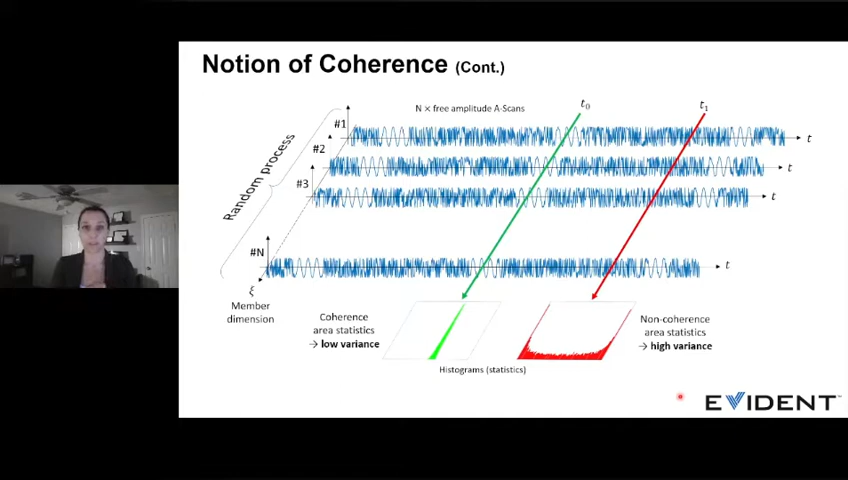 Notion of Coherence (Cont.)
N × free amplitude A-Scans
t₀
t₁
#1
t
#2
t
#3
t
Random process
#N
t
ξ
Member
dimension
Coherence
area statistics
→ low variance
Non-coherence
area statistics
→ high variance
Histograms (statistics)
EVIDENT™